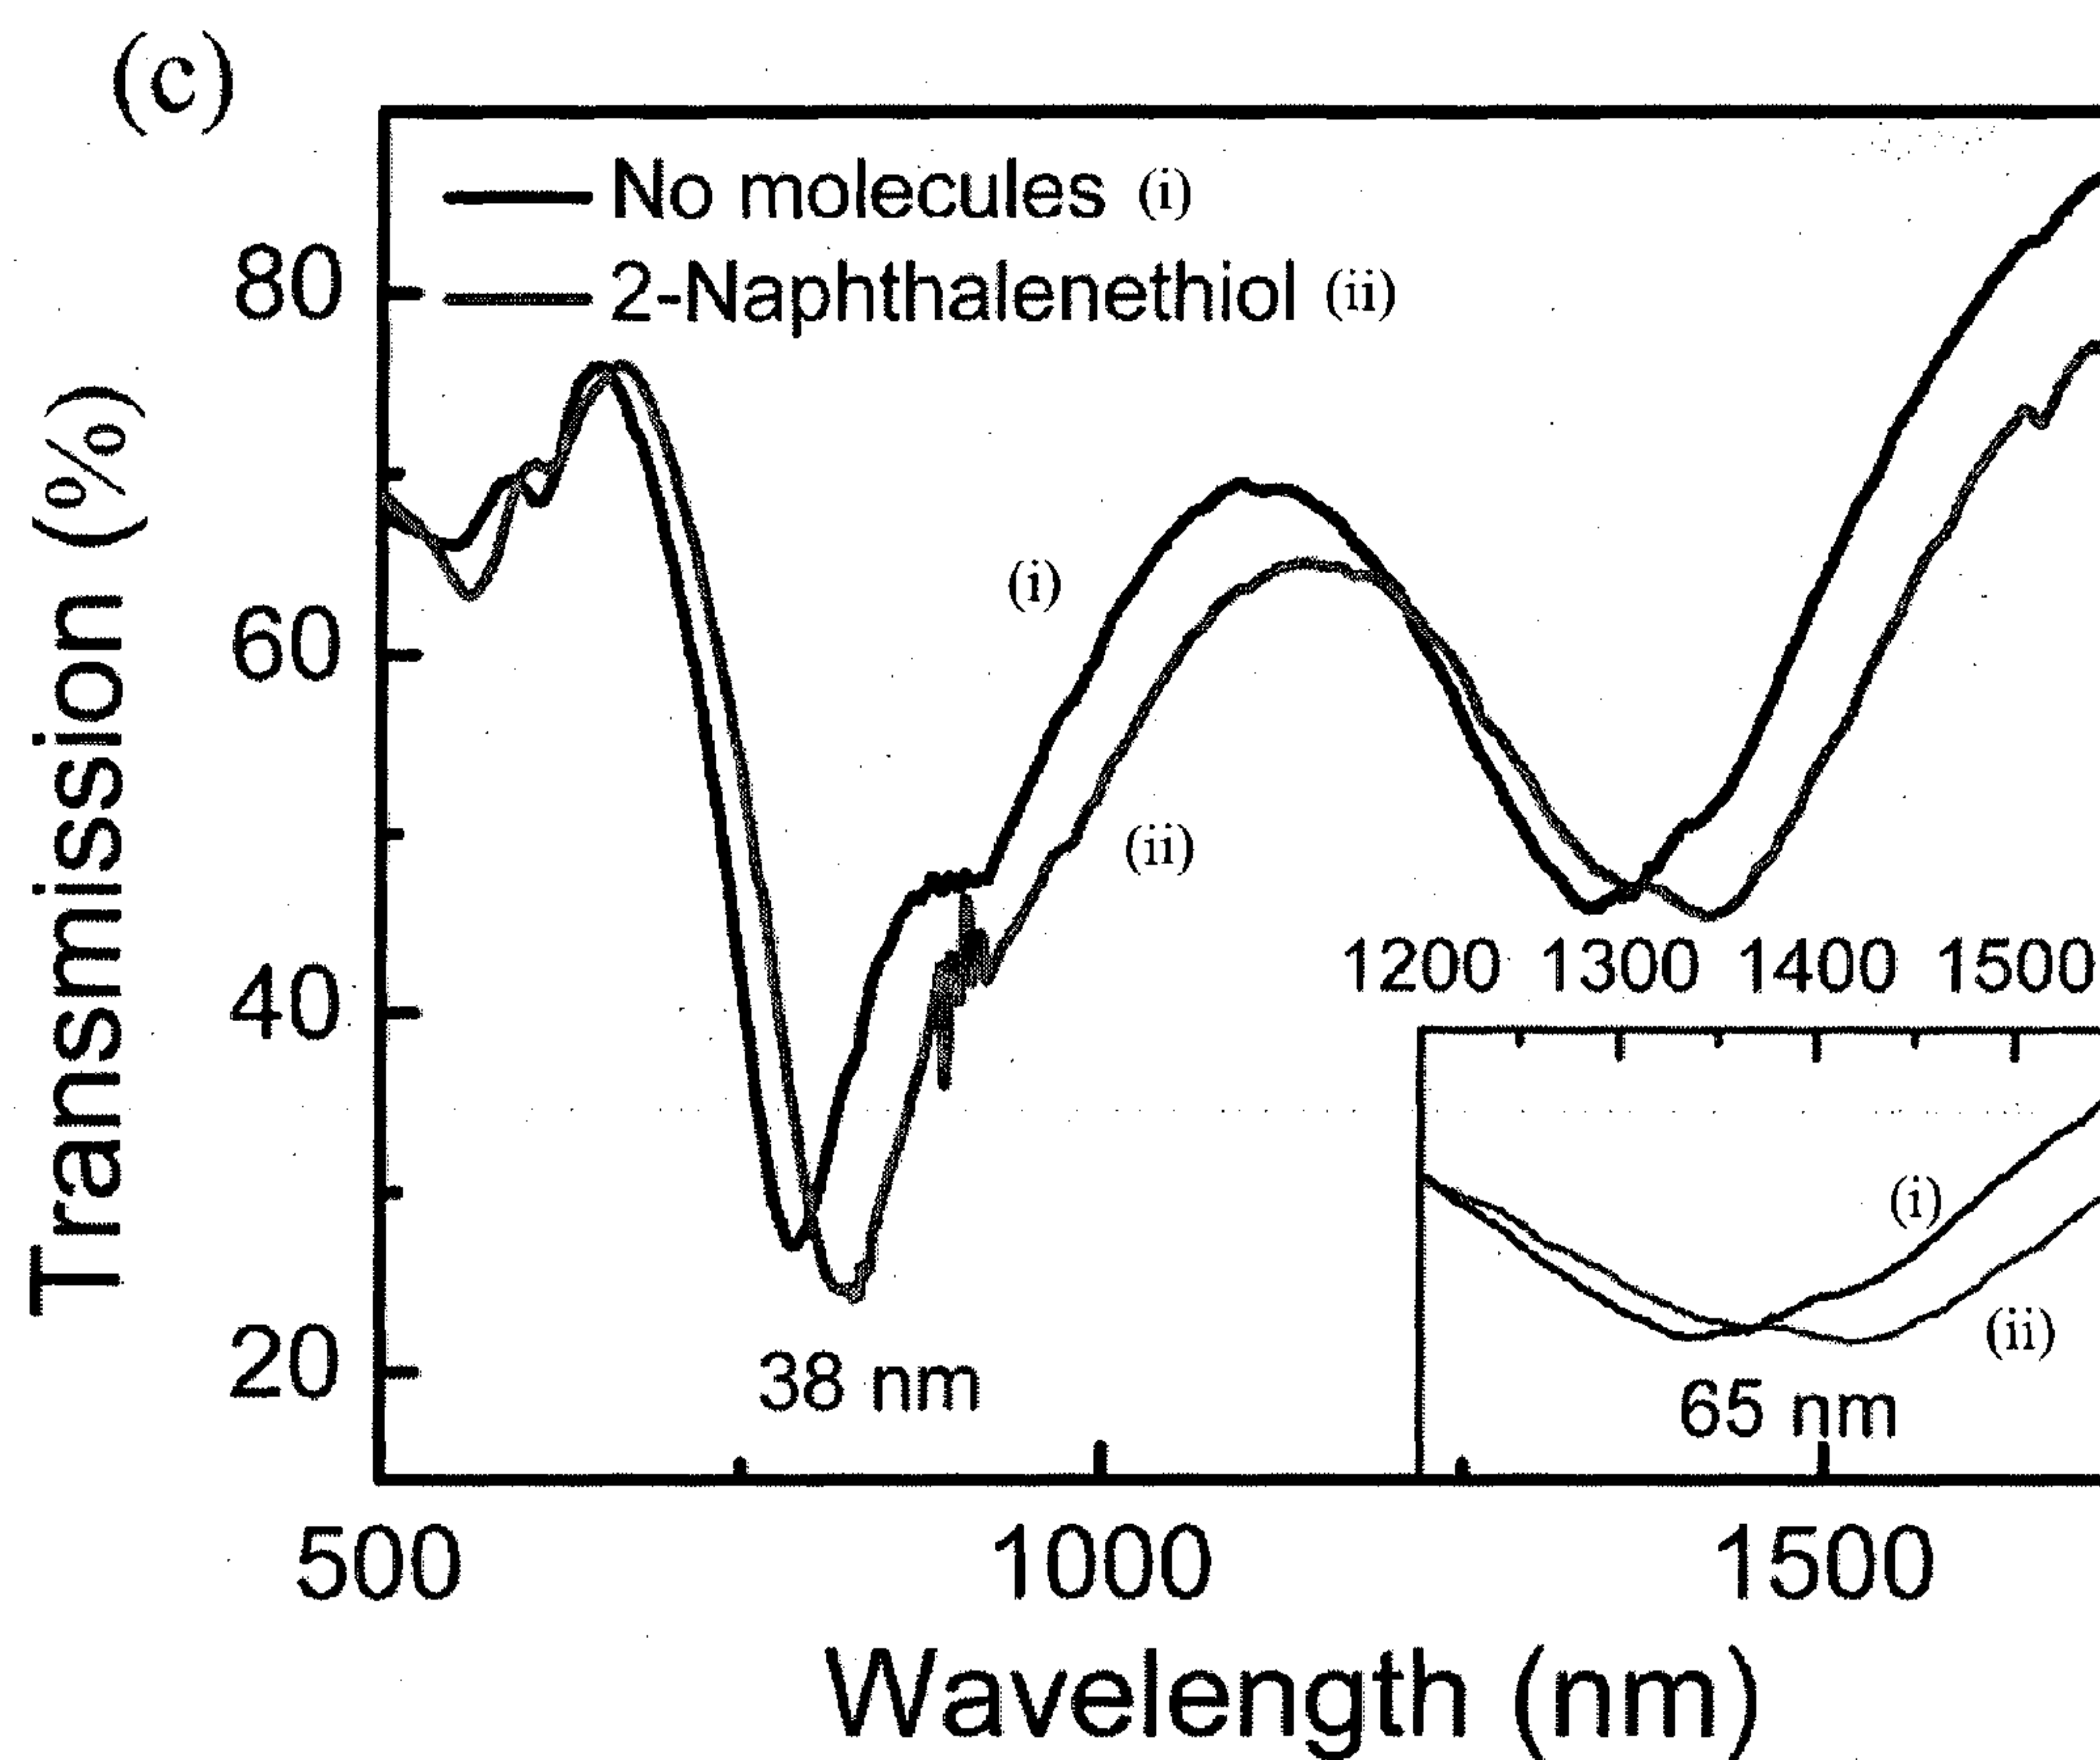 (c)
No molecules (i)
2-Naphthalenethiol (ii)
80
60
40
20
Transmission (%)
(i)
(ii)
1200 1300 1400 1500
(i)
(ii)
38 nm
65 nm
500 1000 1500
Wavelength (nm)